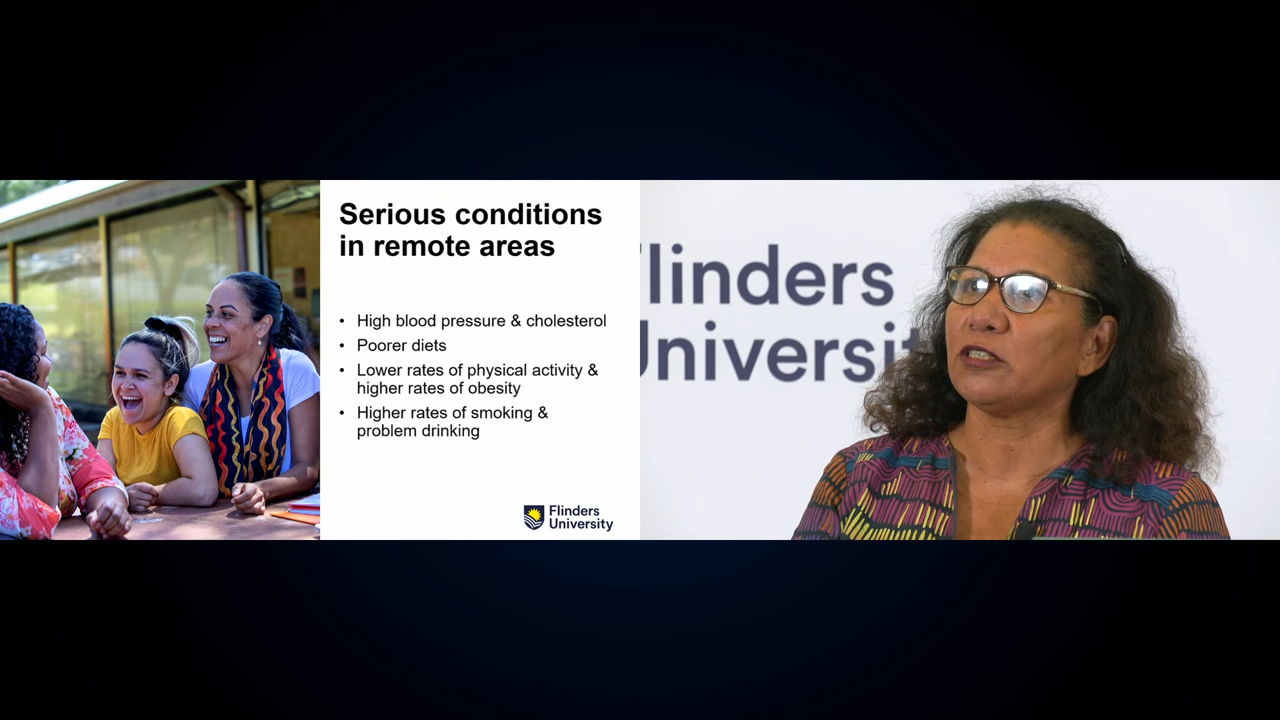 Serious conditions
in remote areas
• High blood pressure & cholesterol
• Poorer diets
• Lower rates of physical activity &
higher rates of obesity
• Higher rates of smoking &
problem drinking
Flinders
University
linders
Universit